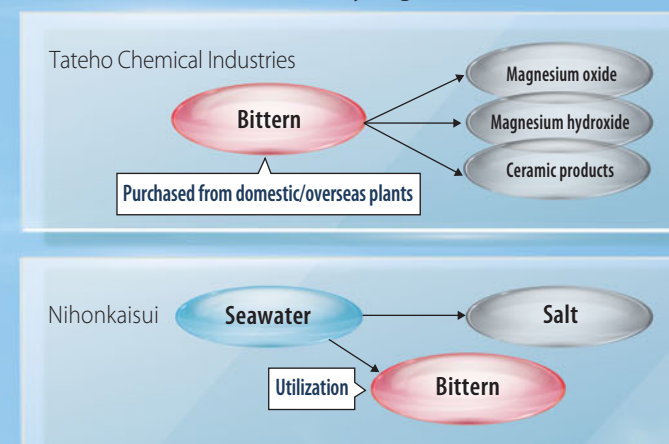 Tateho Chemical Industries
Bittern
Purchased from domestic/overseas plants
Magnesium oxide
Magnesium hydroxide
Ceramic products
Nihonkaisui
Seawater
Salt
Utilization
Bittern